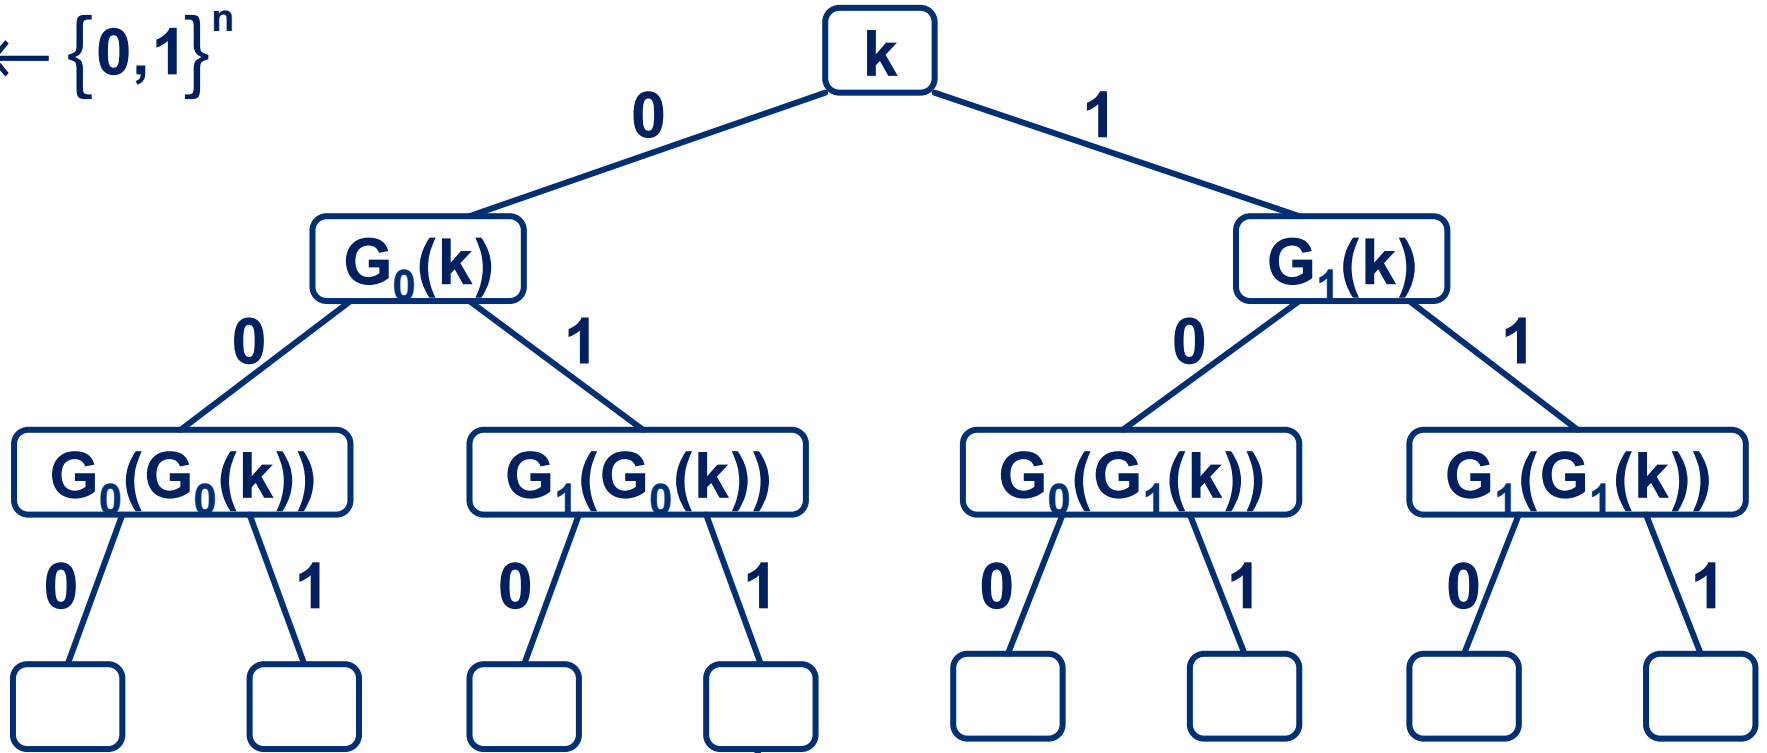 ← {0,1}ⁿ
k
0 1
G₀(k) G₁(k)
0 1 0 1
G₀(G₀(k)) G₁(G₀(k)) G₀(G₁(k)) G₁(G₁(k))
0 1 0 1 0 1 0 1